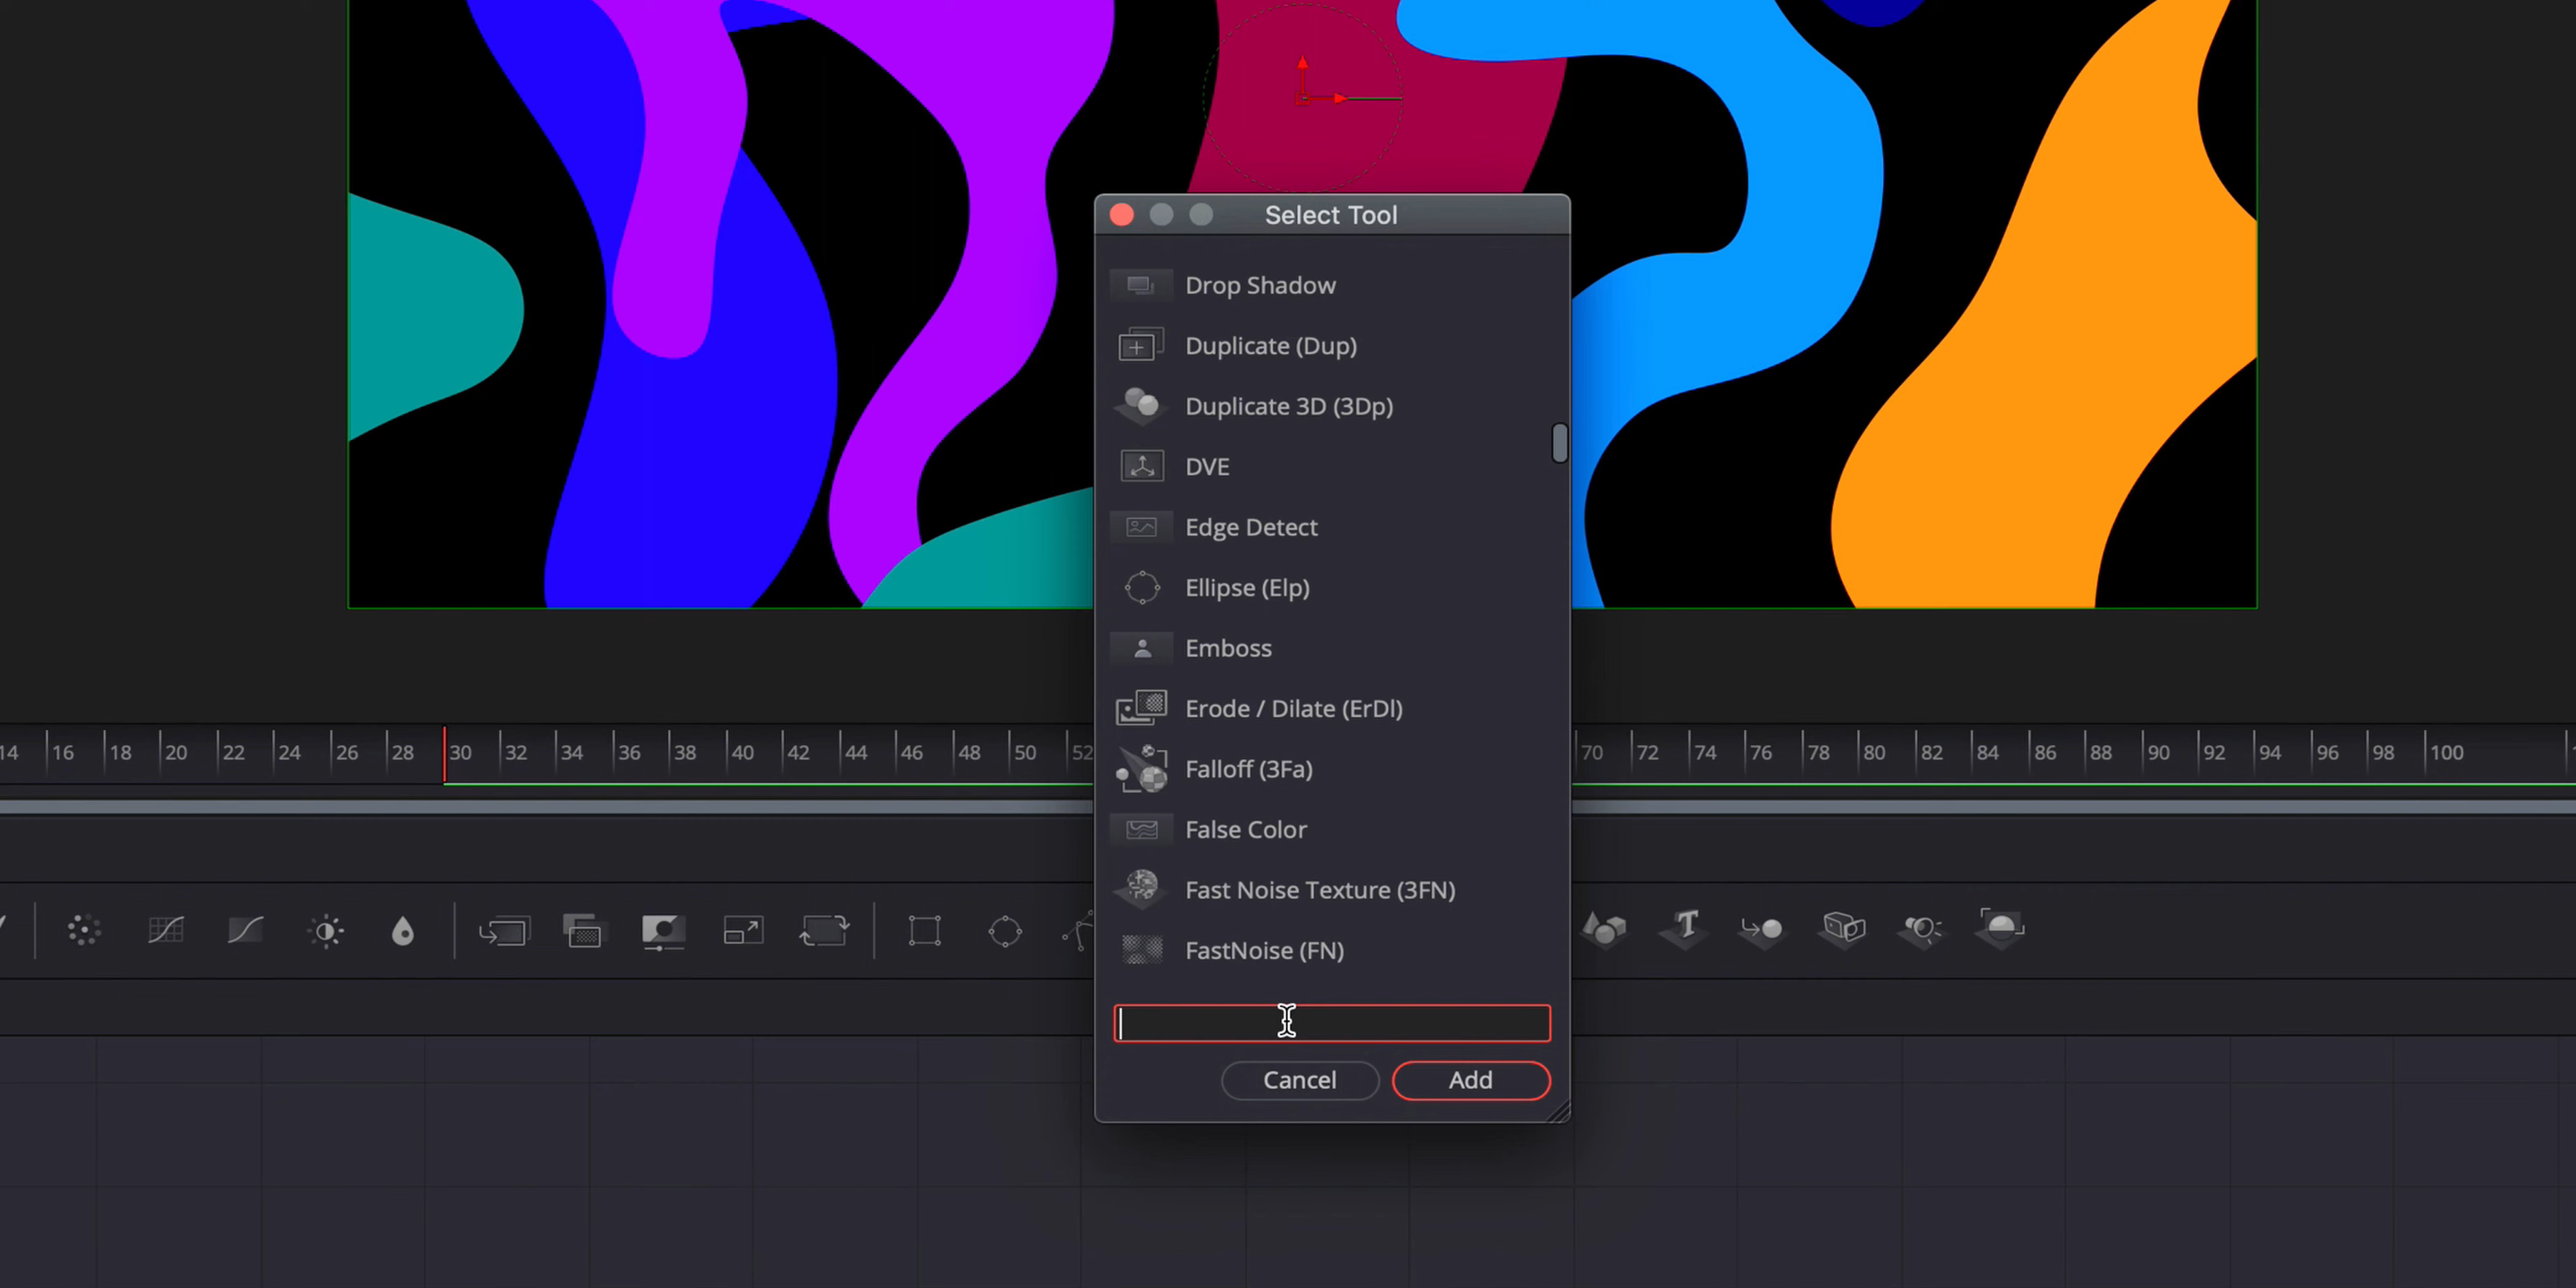 Select Tool
Drop Shadow
Duplicate (Dup)
Duplicate 3D (3Dp)
DVE
Edge Detect
Ellipse (Elp)
Emboss
Erode / Dilate (ErDl)
Falloff (3Fa)
False Color
Fast Noise Texture (3FN)
FastNoise (FN)
Cancel Add
14 16 18 20 22 24 26 28 30 32 34 36 38 40 42 44 46 48 50 52 70 72 74 76 78 80 82 84 86 88 90 92 94 96 98 100